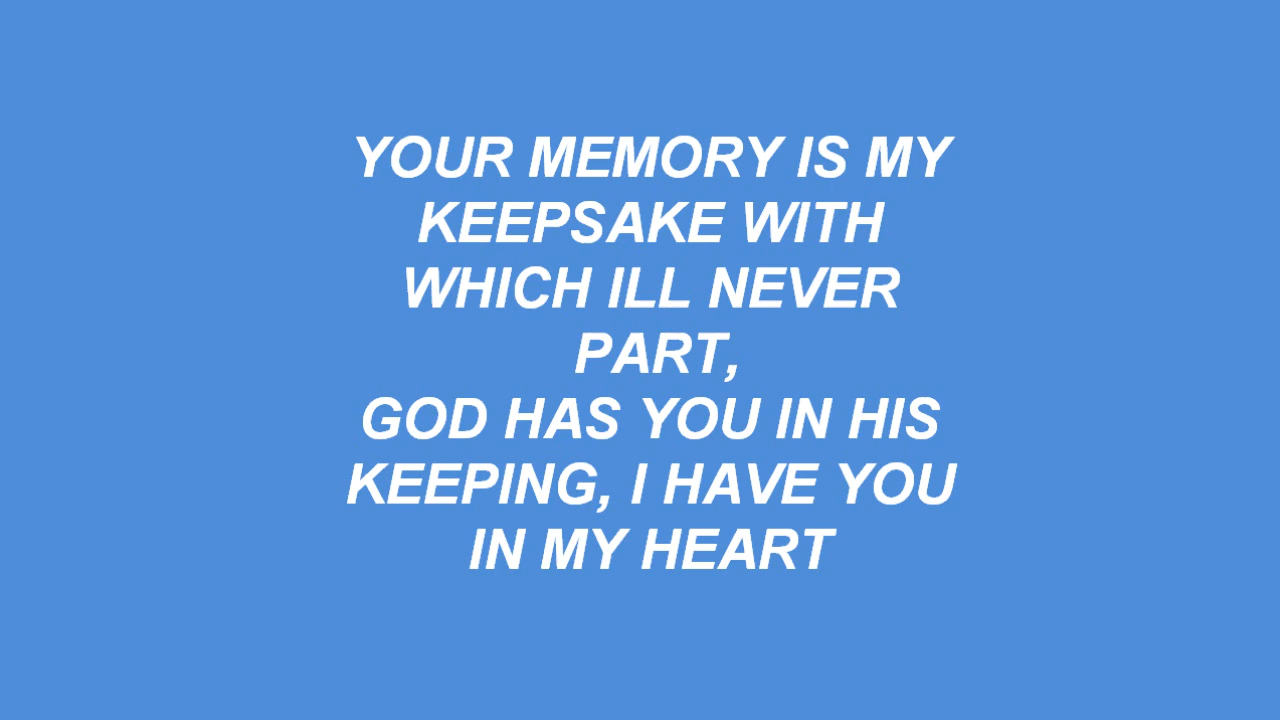 YOUR MEMORY IS MY
KEEPSAKE WITH
WHICH ILL NEVER
PART,
GOD HAS YOU IN HIS
KEEPING, I HAVE YOU
IN MY HEART